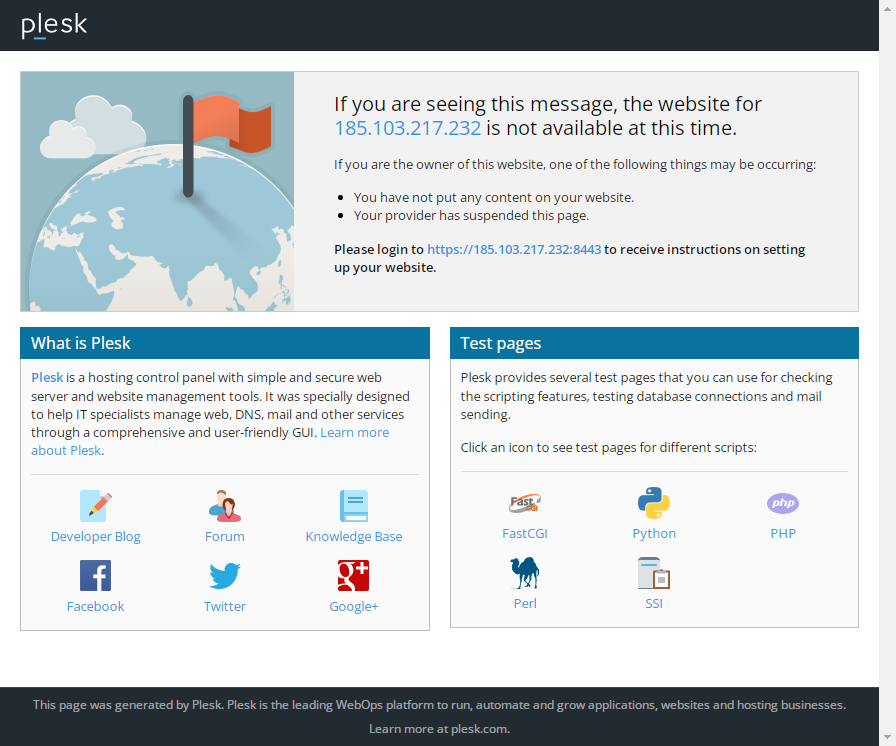 plesk
If you are seeing this message, the website for
185.103.217.232 is not available at this time.
If you are the owner of this website, one of the following things may be occurring:
You have not put any content on your website.
Your provider has suspended this page.
Please login to https://185.103.217.232:8443 to receive instructions on setting
up your website.
What is Plesk
Plesk is a hosting control panel with simple and secure web
server and website management tools. It was specially designed
to help IT specialists manage web, DNS, mail and other services
through a comprehensive and user-friendly GUI. Learn more
about Plesk.
Developer Blog
Forum
Knowledge Base
Facebook
Twitter
Google+
Test pages
Plesk provides several test pages that you can use for checking
the scripting features, testing database connections and mail
sending.
Click an icon to see test pages for different scripts:
Fast CGI
php
FastCGI
Python
PHP
Perl
SSI
This page was generated by Plesk. Plesk is the leading WebOps platform to run, automate and grow applications, websites and hosting businesses.
Learn more at plesk.com.